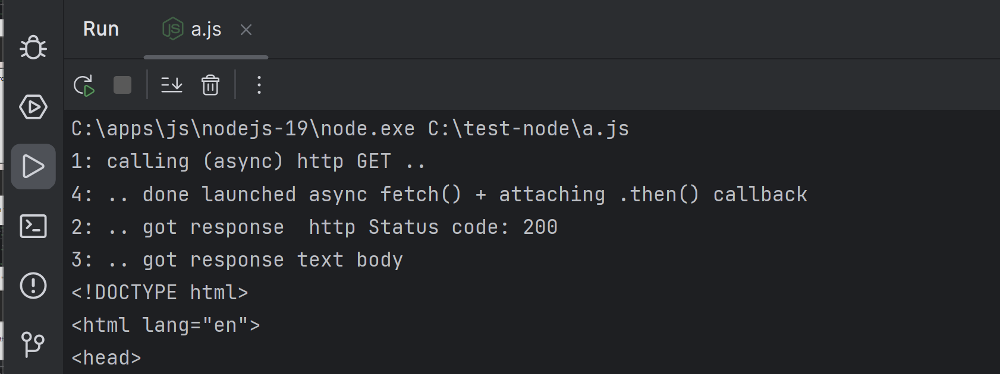 Run a.js
C:\apps\js\nodejs-19\node.exe C:\test-node\a.js
1: calling (async) http GET ..
4: .. done launched async fetch() + attaching .then() callback
2: .. got response  http Status code: 200
3: .. got response text body
<!DOCTYPE html>
<html lang="en">
<head>